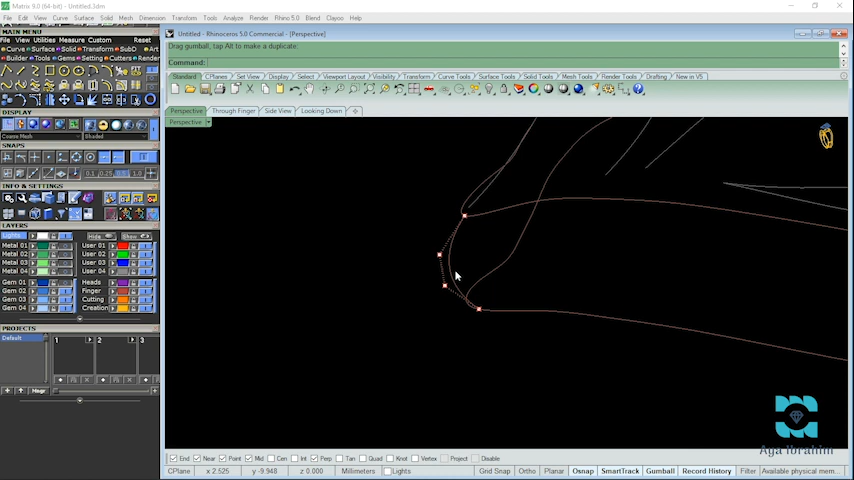 Matrix 9.0 (64-bit) - Untitled.3dm
File Edit View Curve Surface Solid Mesh Dimension Transform Tools Analyze Render Rhino 5.0 Blend Clayoo Help
MAIN MENU
File View Utilities Measure Custom Reset
Curve Surface Solid Transform SubD Art
Builder Tools Gems Setting Cutters Render
DISPLAY
Coarse Mesh Shaded
SNAPS
0.1 0.25 1.0
INFO & SETTINGS
LAYERS
Lights Hide Show
Metal 01 User 01
Metal 02 User 02
Metal 03 User 03
Metal 04 User 04
Gem 01 Heads
Gem 02 Finger
Gem 03 Cutting
Gem 04 Creation
PROJECTS
Default 1 2 3
Untitled - Rhinoceros 5.0 Commercial - [Perspective]
Drag gumball, tap Alt to make a duplicate:
Command:
Standard CPlanes Set View Display Select Viewport Layout Visibility Transform Curve Tools Surface Tools Solid Tools Mesh Tools Render Tools Drafting New in V5
Perspective Through Finger Side View Looking Down
Perspective
Aga Ibrahim
End Near Point Mid Cen Int Perp Tan Quad Knot Vertex Project Disable
CPlane x 2.525 y -9.948 z 0.000 Millimeters Lights Grid Snap Ortho Planar Osnap SmartTrack Gumball Record History Filter Available physical mem...